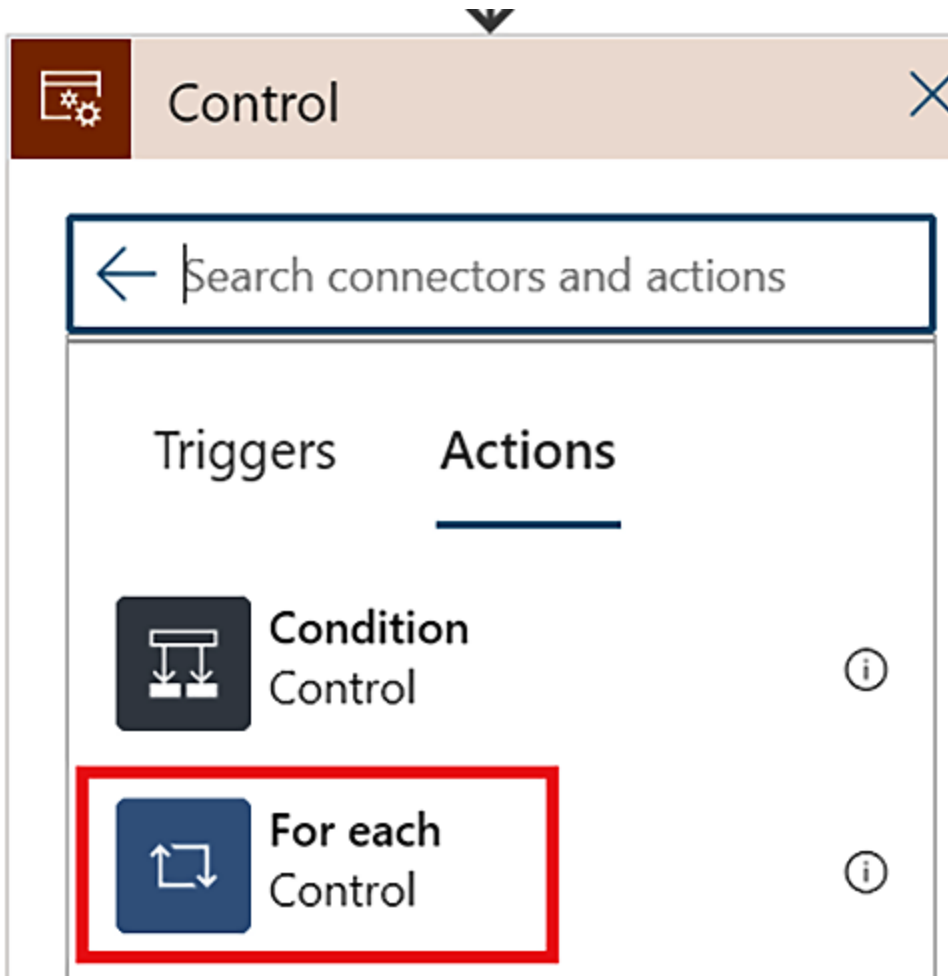 Control
Search connectors and actions
Triggers Actions
Condition
Control
For each
Control